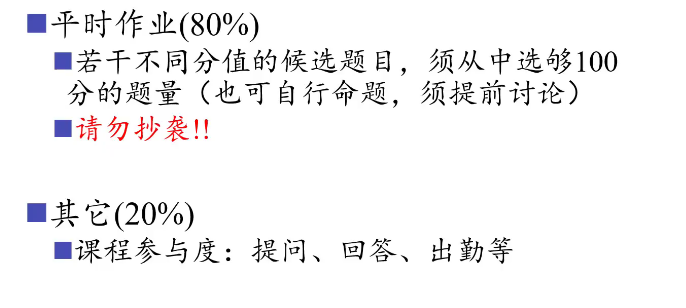 平时作业(80%)
若干不同分值的候选题目，须从中选够100
分的题量（也可自行命题，须提前讨论）
请勿抄袭!!
其它(20%)
课程参与度：提问、回答、出勤等